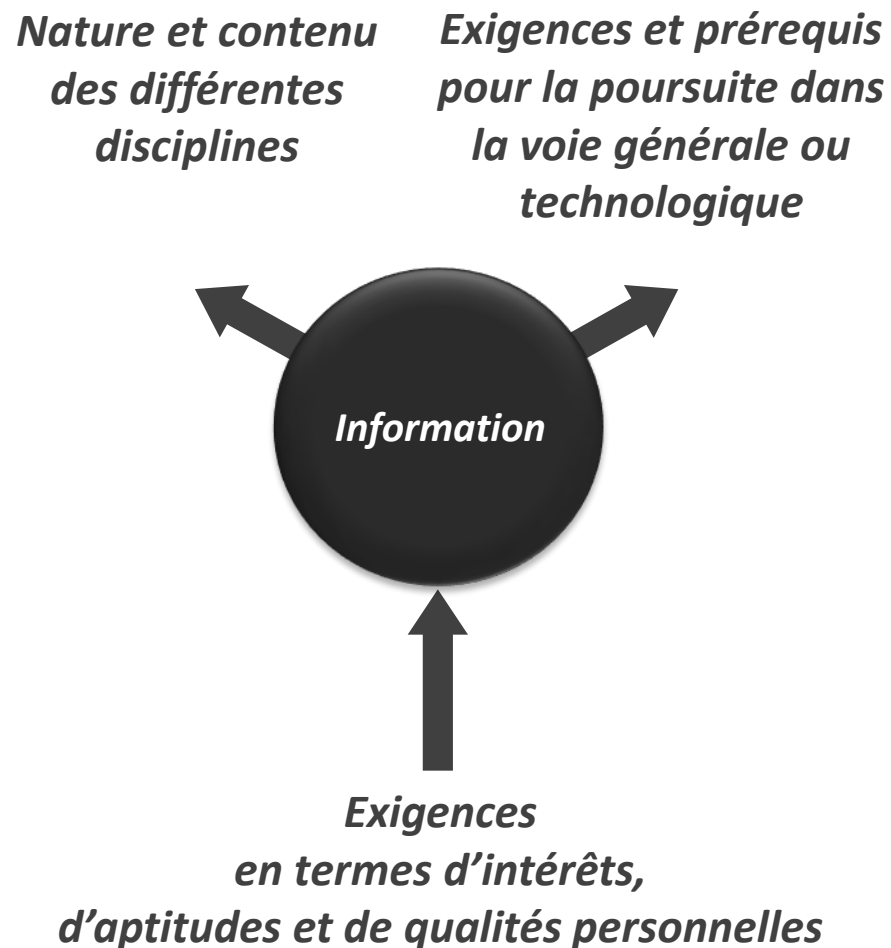 Nature et contenu
des différentes
disciplines
Exigences et prérequis
pour la poursuite dans
la voie générale ou
technologique
Information
Exigences
en termes d’intérêts,
d’aptitudes et de qualités personnelles